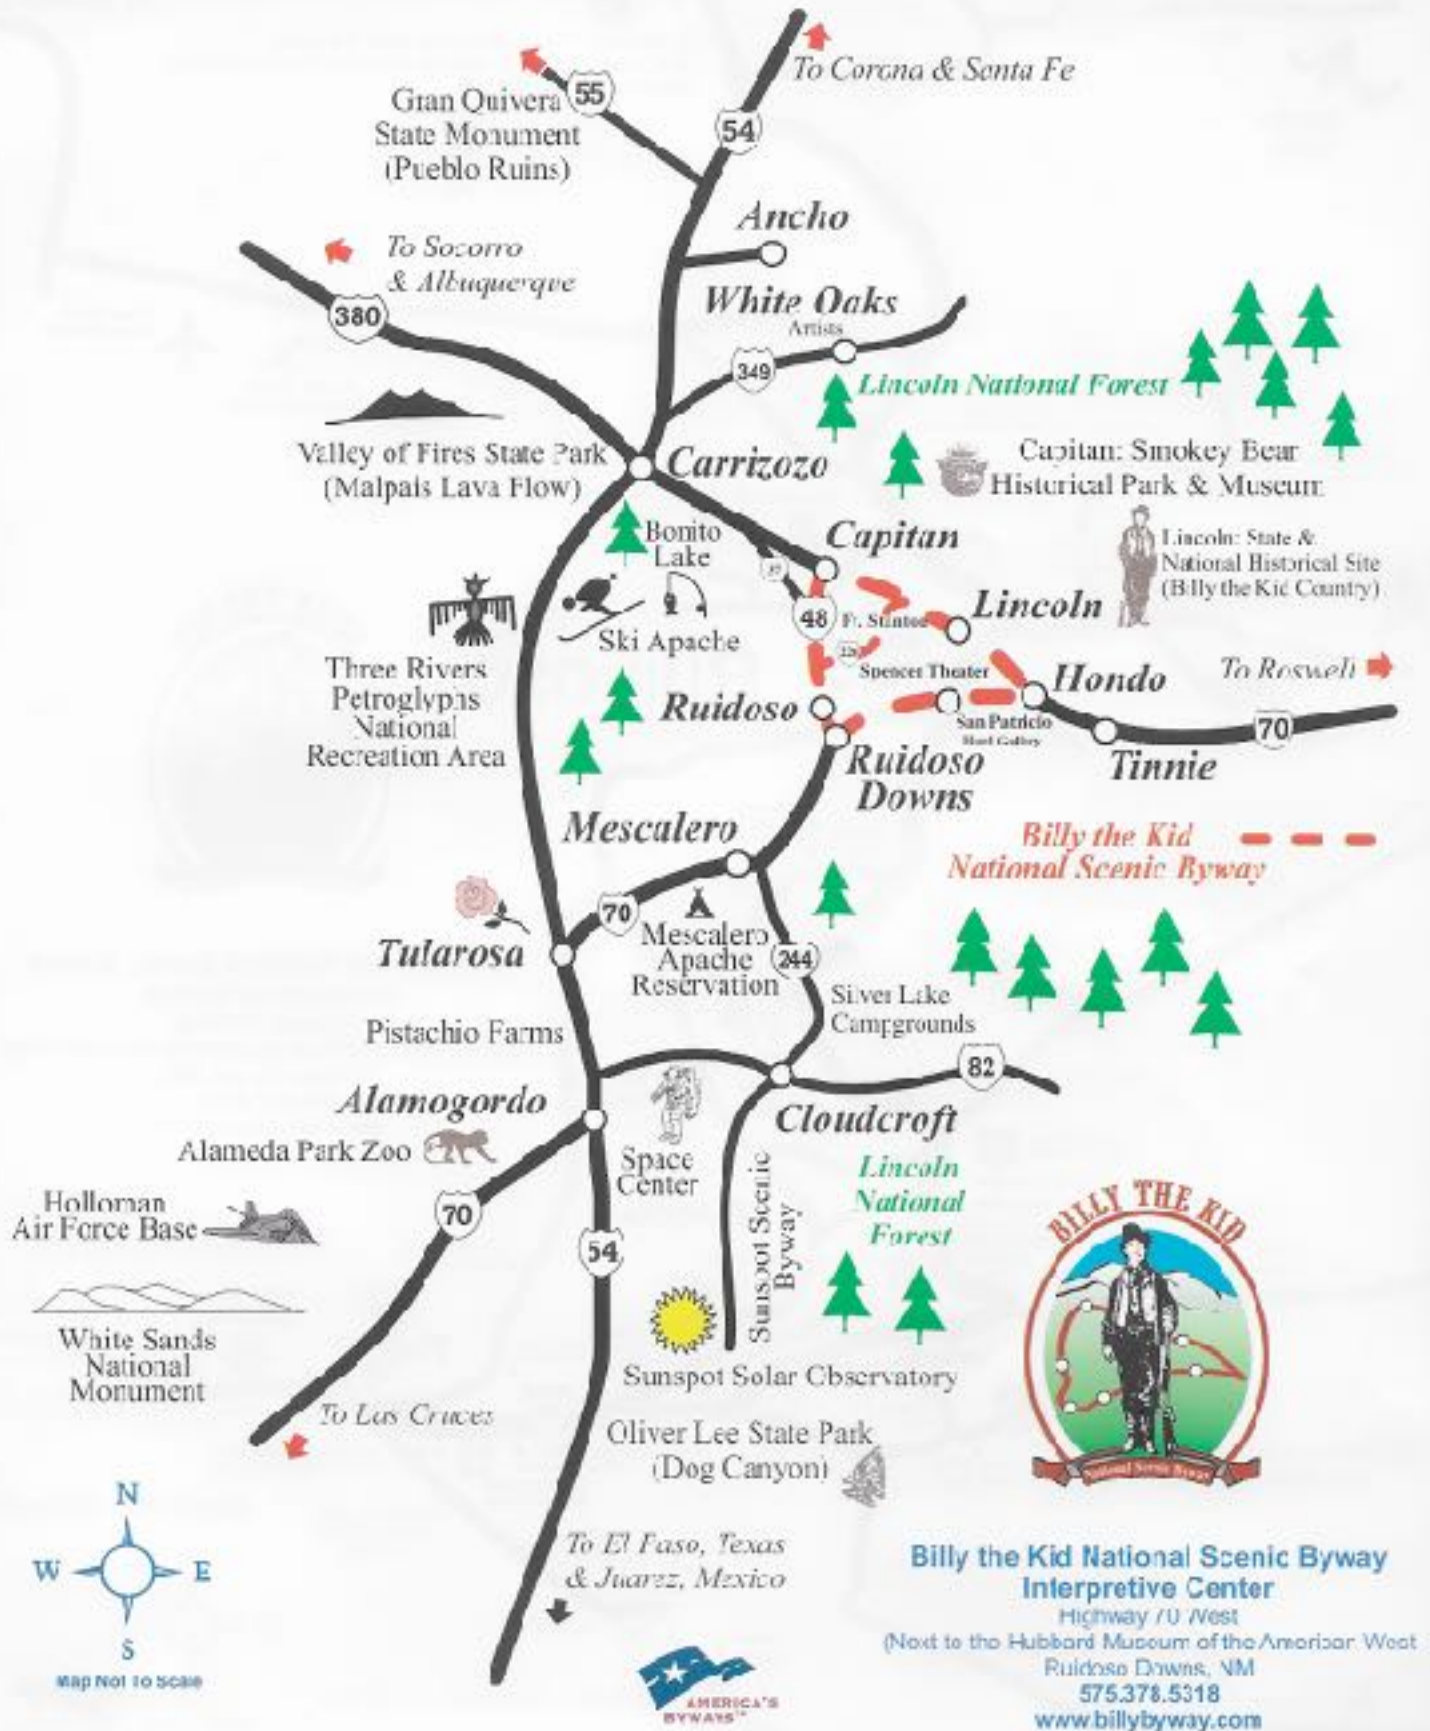 To Corona & Santa Fe
55
Gran Quivera
State Monument
(Pueblo Ruins)
54
Ancho
To Socorro
& Albuquerque
380
White Oaks
Artists
349
Lincoln National Forest
Valley of Fires State Park
(Malpais Lava Flow)
Carrizozo
Capitan: Smokey Bear
Historical Park & Museum
Bonito
Lake
Capitan
37
Lincoln: State &
National Historical Site
(Billy the Kid Country)
Lincoln
48
Ft. Stanton
Ski Apache
Three Rivers
Petroglyphs
National
Recreation Area
Spencer Theater
Hondo
To Roswell
Ruidoso
San Patricio
70
Ruidoso
Downs
Tinnie
Mescalero
Billy the Kid
National Scenic Byway
70
Tularosa
Mescalero
Apache
Reservation
244
Silver Lake
Campgrounds
Pistachio Farms
82
Alamogordo
Cloudcroft
Alameda Park Zoo
Space
Center
Sunspot Scenic
Byway
Lincoln
National
Forest
Holloman
Air Force Base
70
54
BILLY THE KID
National Scenic Byway
White Sands
National
Monument
Sunspot Solar Observatory
To Las Cruces
Oliver Lee State Park
(Dog Canyon)
N
W E
S
Map Not To Scale
To El Paso, Texas
& Juarez, Mexico
AMERICA'S
BYWAYS™
Billy the Kid National Scenic Byway
Interpretive Center
Highway 70 West
(Next to the Hubbard Museum of the American West
Ruidoso Downs, NM
575.378.5318
www.billybyway.com